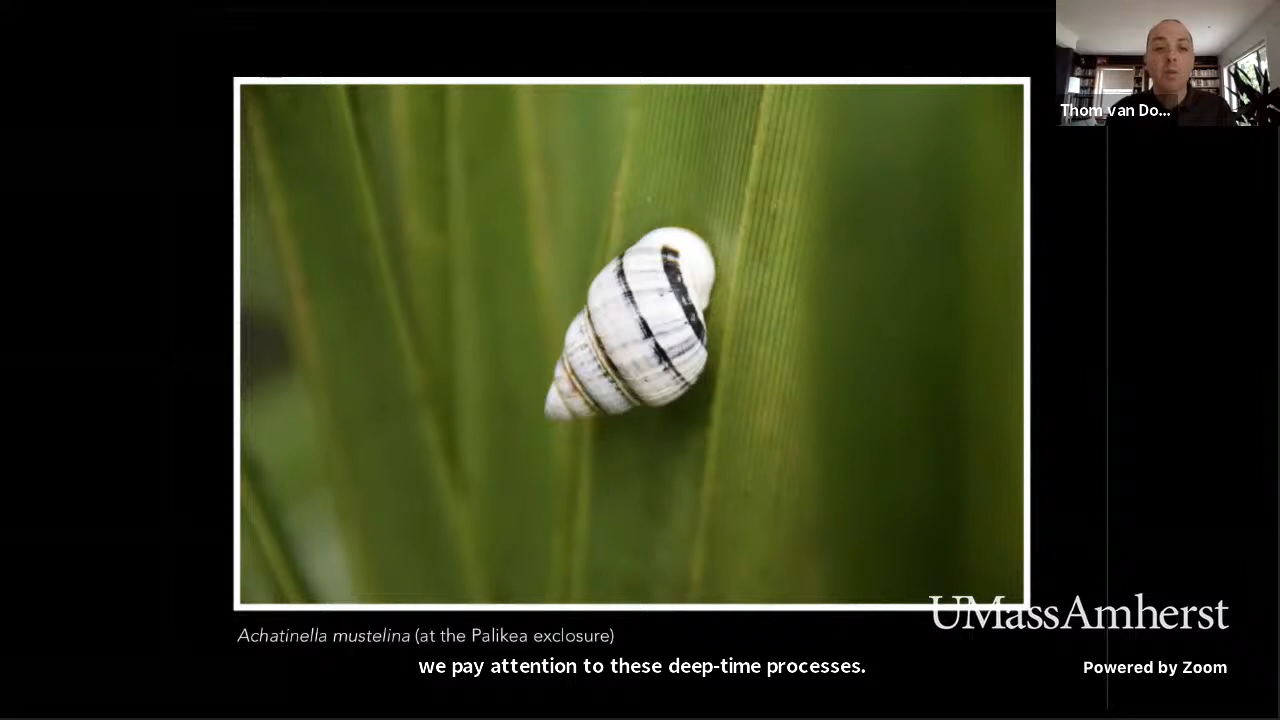 Thom van Do...
UMassAmherst
Achatinella mustelina (at the Palikea exclosure)
we pay attention to these deep-time processes.
Powered by Zoom